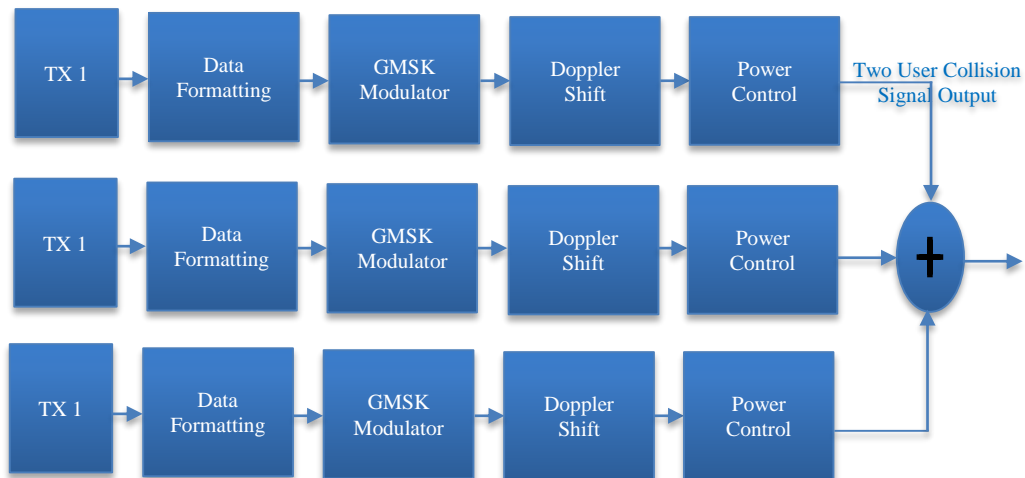 TX 1
Data
Formatting
GMSK
Modulator
Doppler
Shift
Power
Control
Two User Collision
Signal Output
TX 1
Data
Formatting
GMSK
Modulator
Doppler
Shift
Power
Control
+
TX 1
Data
Formatting
GMSK
Modulator
Doppler
Shift
Power
Control